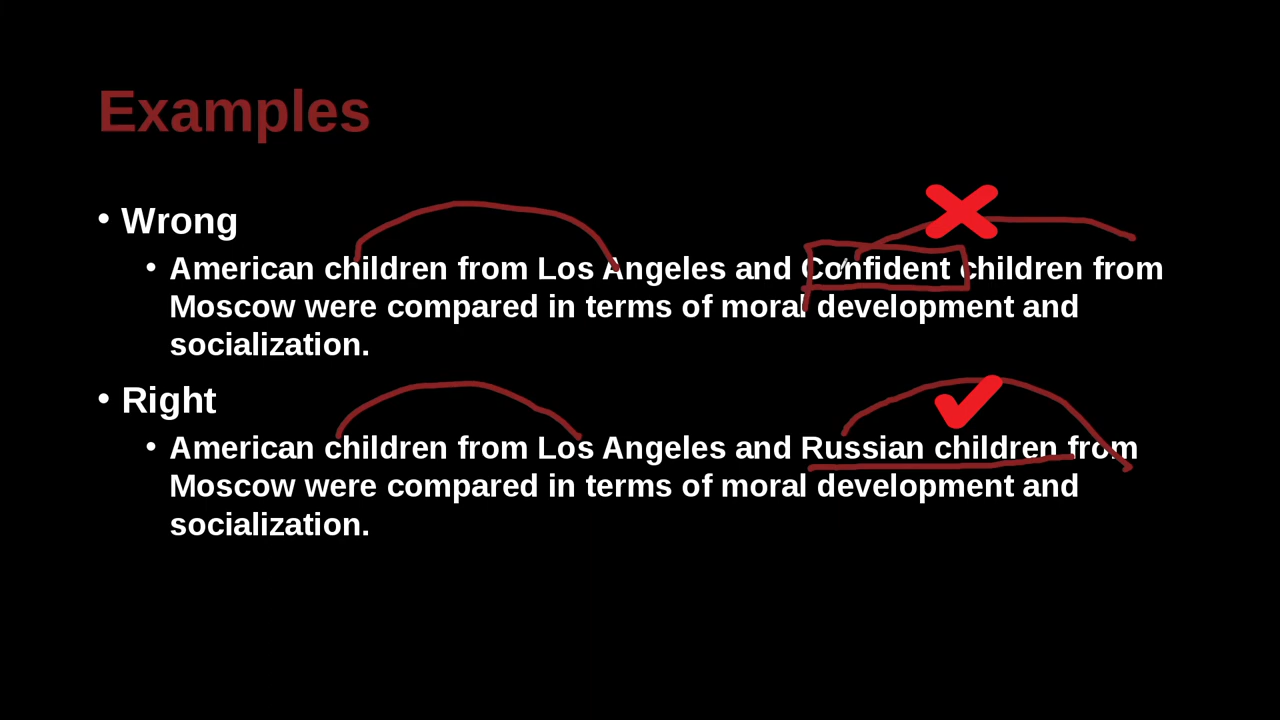 Examples
• Wrong
• American children from Los Angeles and Confident children from
Moscow were compared in terms of moral development and
socialization.
• Right
• American children from Los Angeles and Russian children from
Moscow were compared in terms of moral development and
socialization.